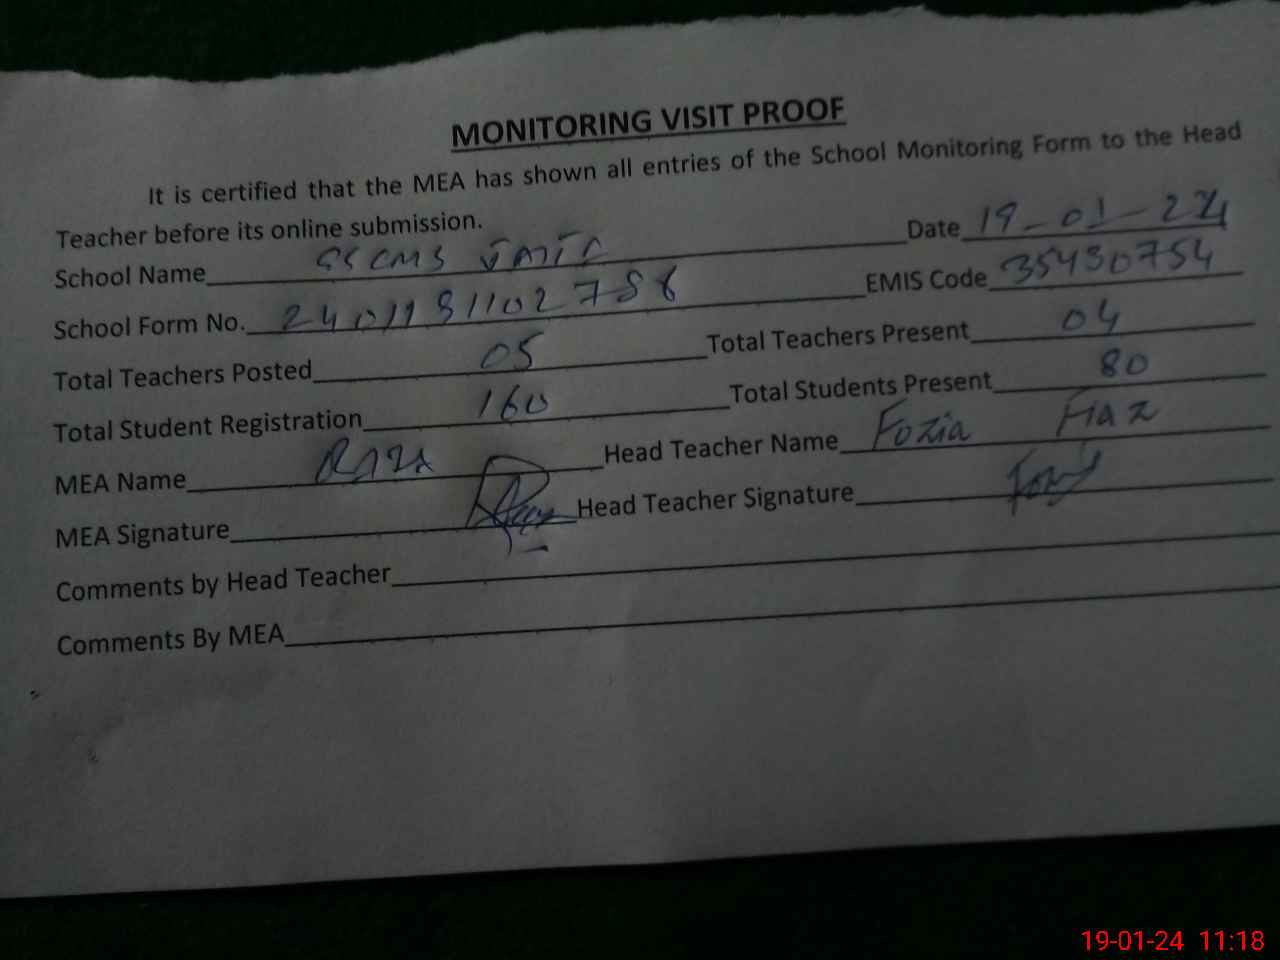 MONITORING VISIT PROOF
It is certified that the MEA has shown all entries of the School Monitoring Form to the Head
Teacher before its online submission.
Date 19-01-24
School Name
School Form No. EMIS Code 35430754
Total Teachers Posted 05 Total Teachers Present 04
Total Student Registration 160 Total Students Present 80
MEA Name Head Teacher Name Fozia Fiaz
MEA Signature Head Teacher Signature
Comments by Head Teacher
Comments By MEA
19-01-24 11:18